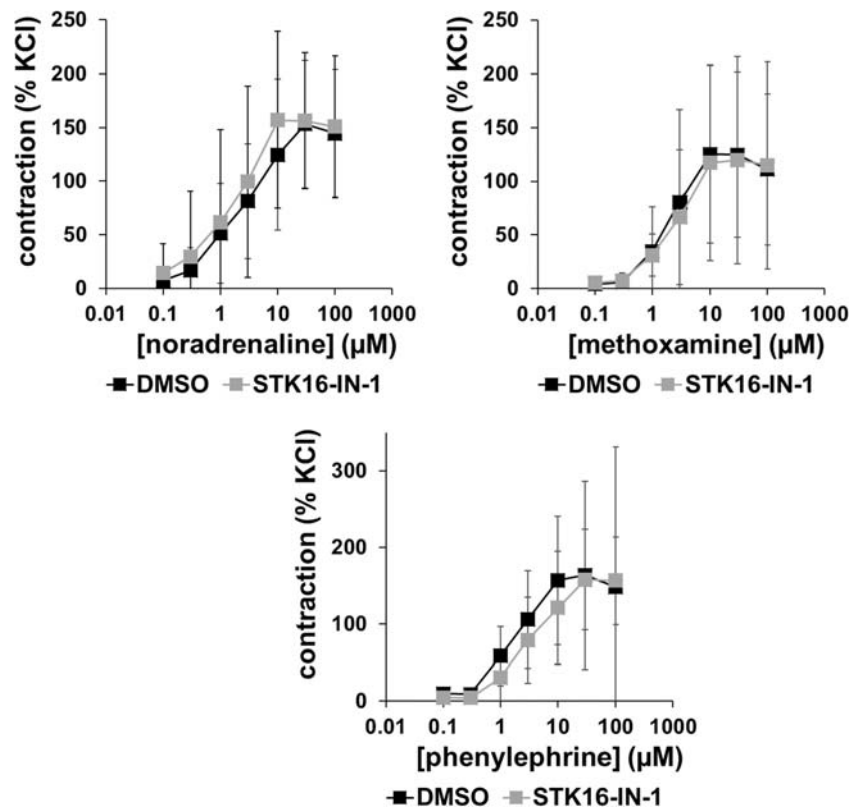 250
200
150
100
50
0
contraction (% KCl)
0.01 0.1 1 10 100 1000
[noradrenaline] (µM)
DMSO STK16-IN-1
250
200
150
100
50
0
contraction (% KCl)
0.01 0.1 1 10 100 1000
[methoxamine] (µM)
DMSO STK16-IN-1
300
200
100
0
contraction (% KCl)
0.01 0.1 1 10 100 1000
[phenylephrine] (µM)
DMSO STK16-IN-1